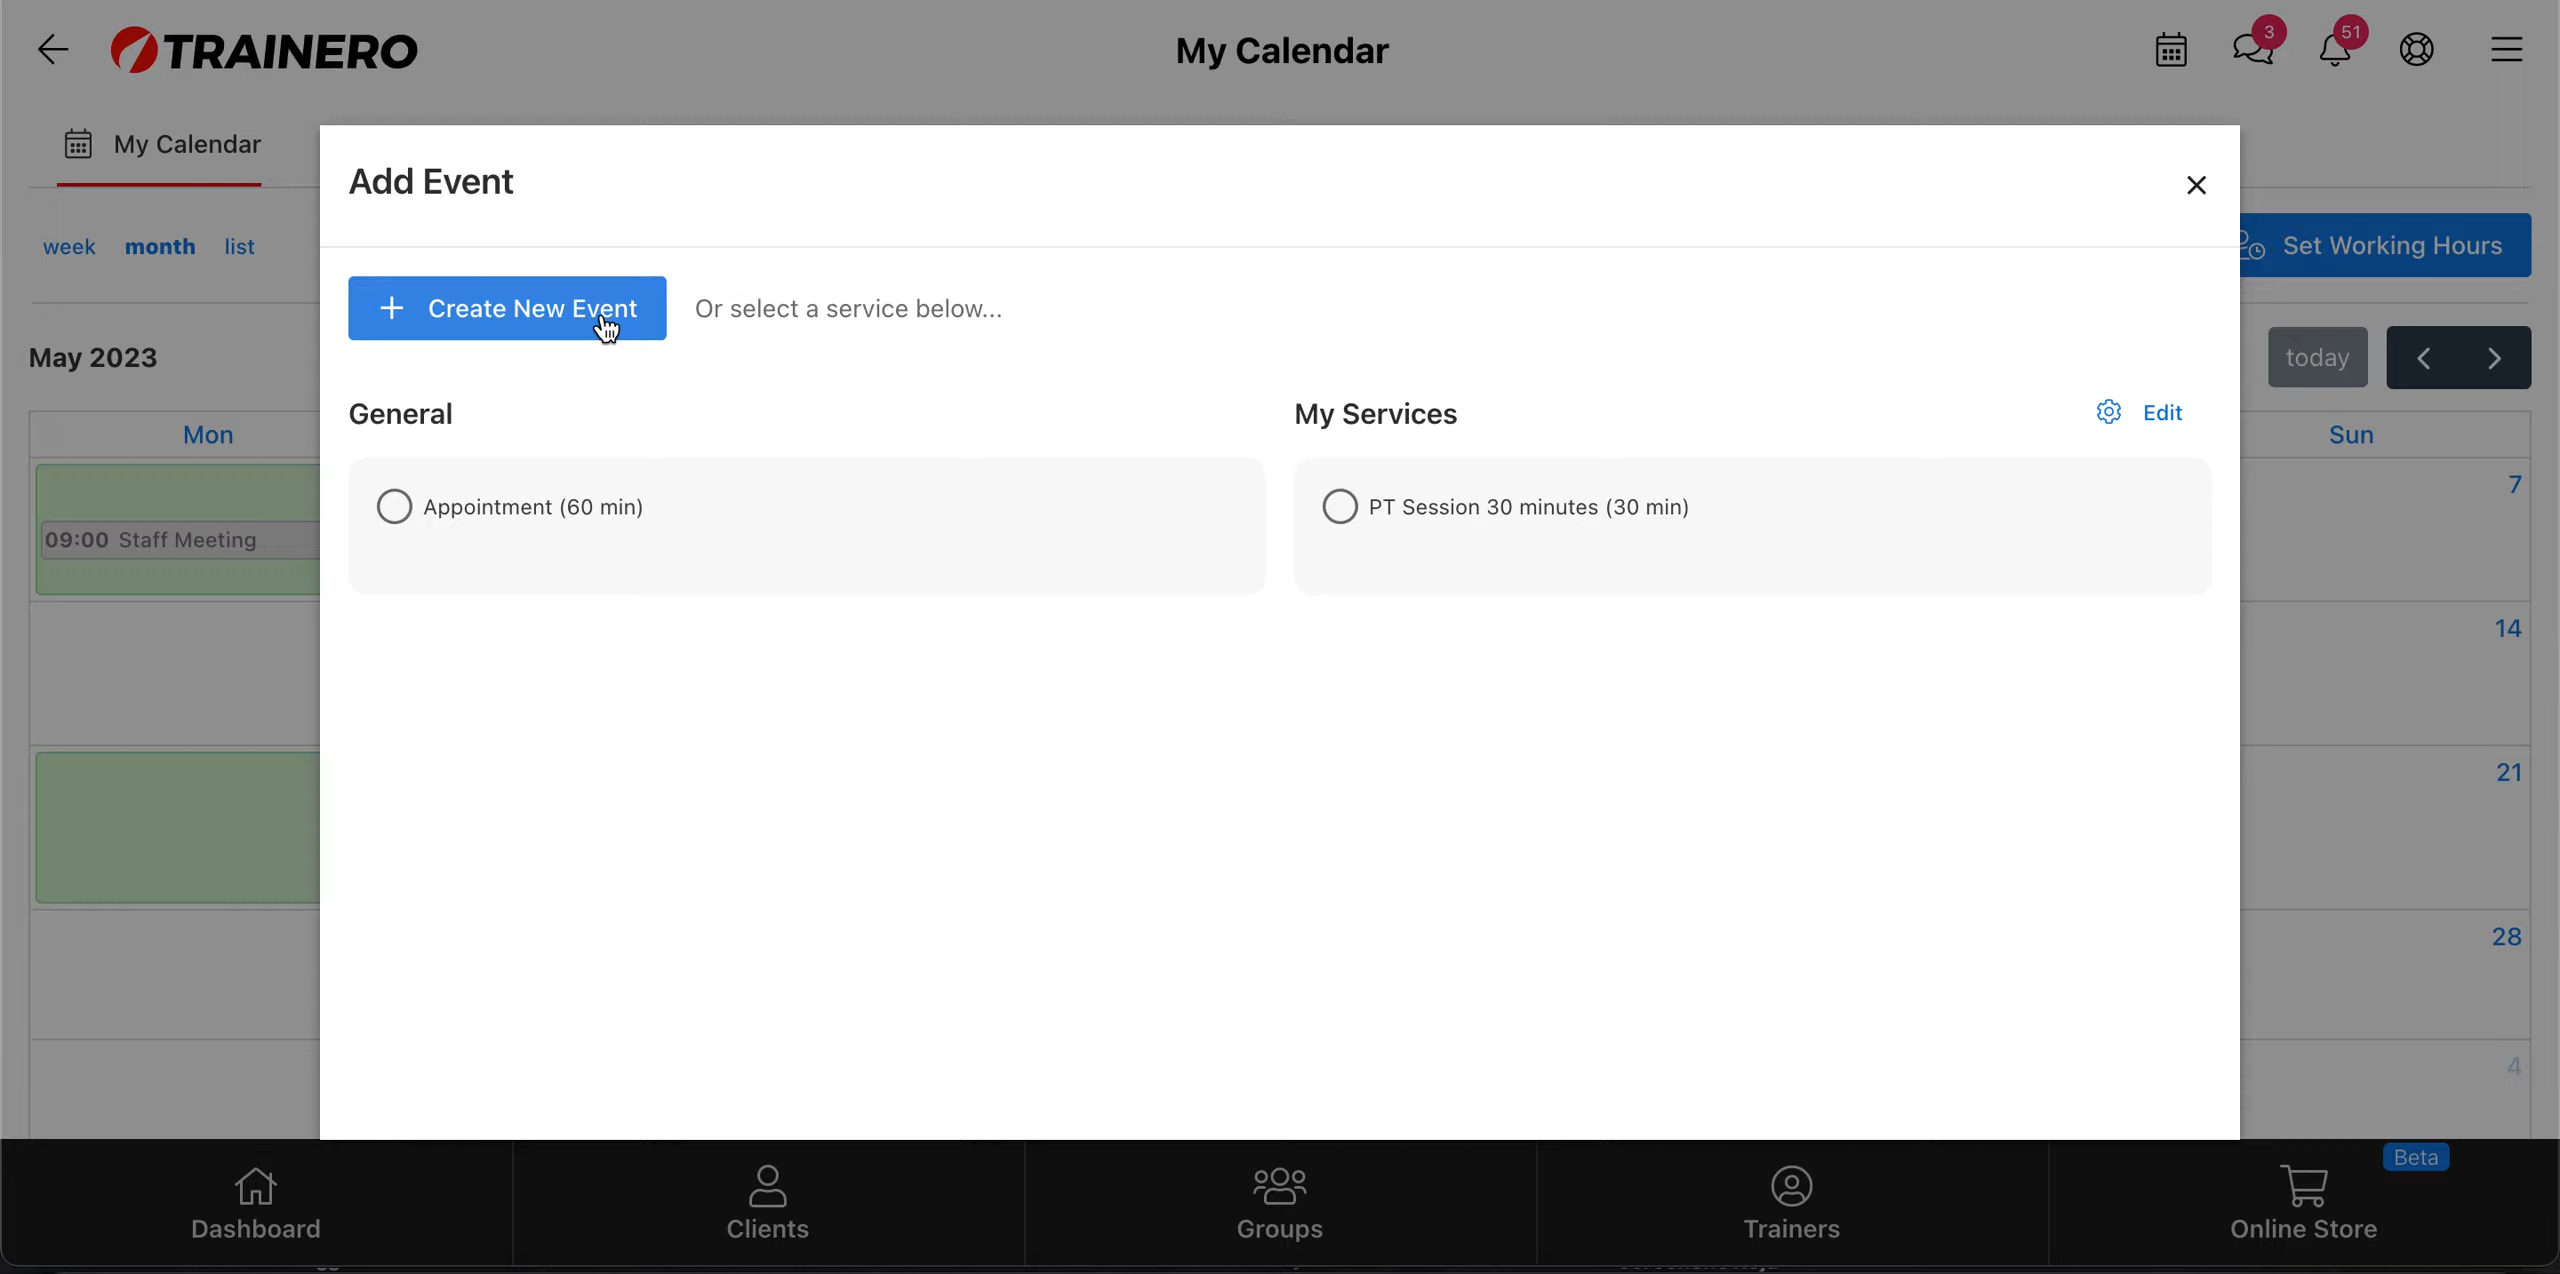 TRAINERO
My Calendar
3
51
My Calendar
Add Event
week month list
Set Working Hours
Create New Event
Or select a service below...
May 2023
today
General
My Services
Edit
Mon
Sun
Appointment (60 min)
PT Session 30 minutes (30 min)
7
09:00 Staff Meeting
14
21
28
4
Beta
Dashboard
Clients
Groups
Trainers
Online Store